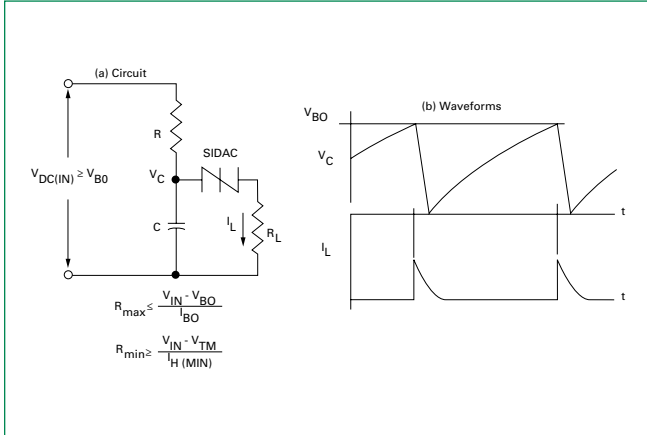 (a) Circuit
R
SIDAC
V_DC(IN) ≥ V_B0
V_C
C
I_L
R_L
R_max ≤ (V_IN - V_BO) / I_BO
R_min ≥ (V_IN - V_TM) / I_H (MIN)
(b) Waveforms
V_BO
V_C
t
I_L
t